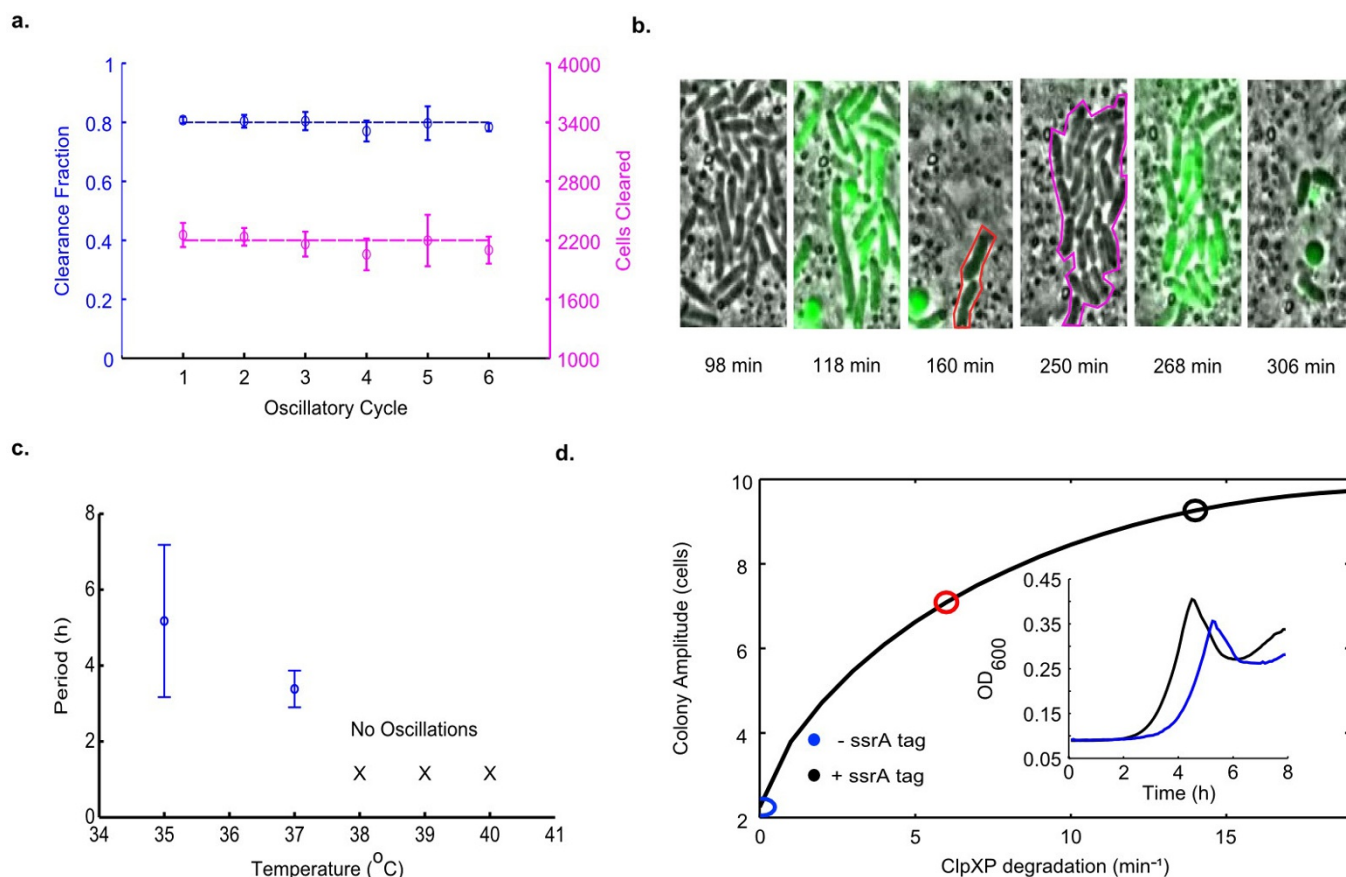 a.
1
0.8
0.6
0.4
0.2
0
Clearance Fraction
4000
3400
2800
2200
1600
1000
Cells Cleared
1 2 3 4 5 6
Oscillatory Cycle
b.
98 min 118 min 160 min 250 min 268 min 306 min
c.
8
6
4
2
0
Period (h)
No Oscillations
X X X
34 35 36 37 38 39 40 41
Temperature (°C)
d.
10
8
6
4
2
Colony Amplitude (cells)
- ssrA tag
+ ssrA tag
0.45
0.35
0.25
0.15
0.05
OD600
0 2 4 6 8
Time (h)
0 5 10 15
ClpXP degradation (min⁻¹)